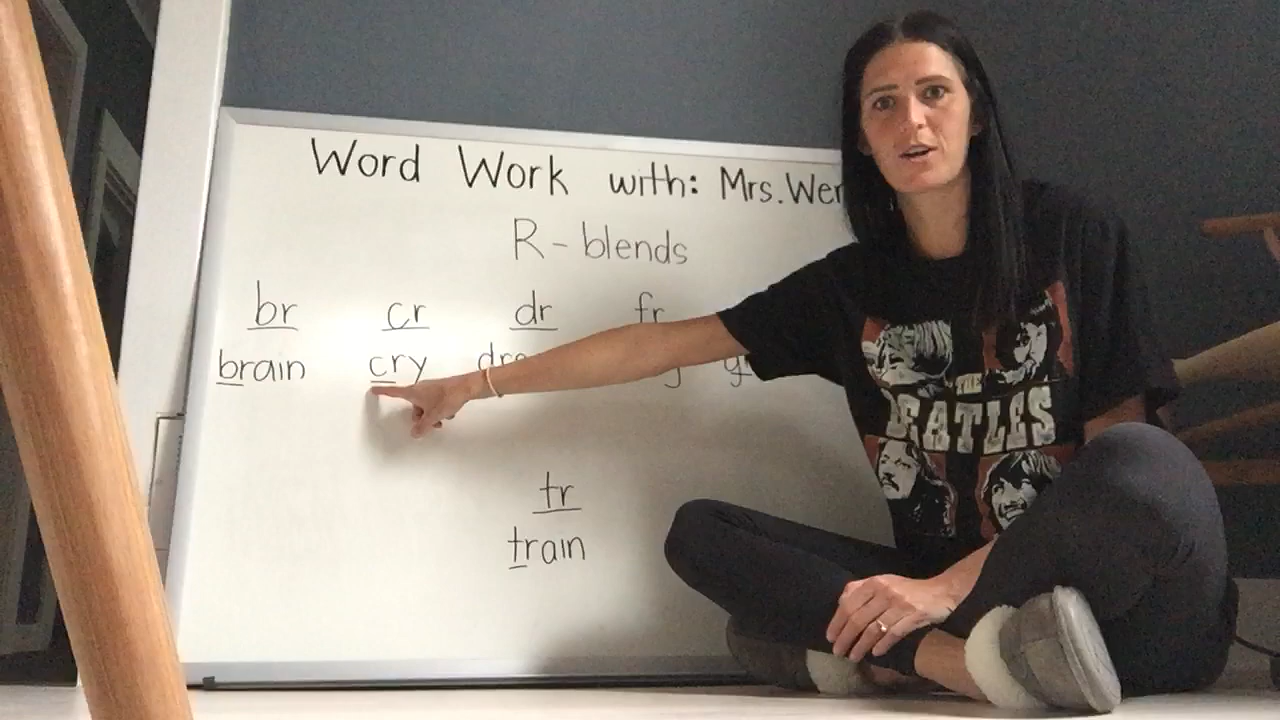 Word Work with: Mrs. Wer
R - blends
br cr dr fr
brain cry
tr
train
THE
BEATLES